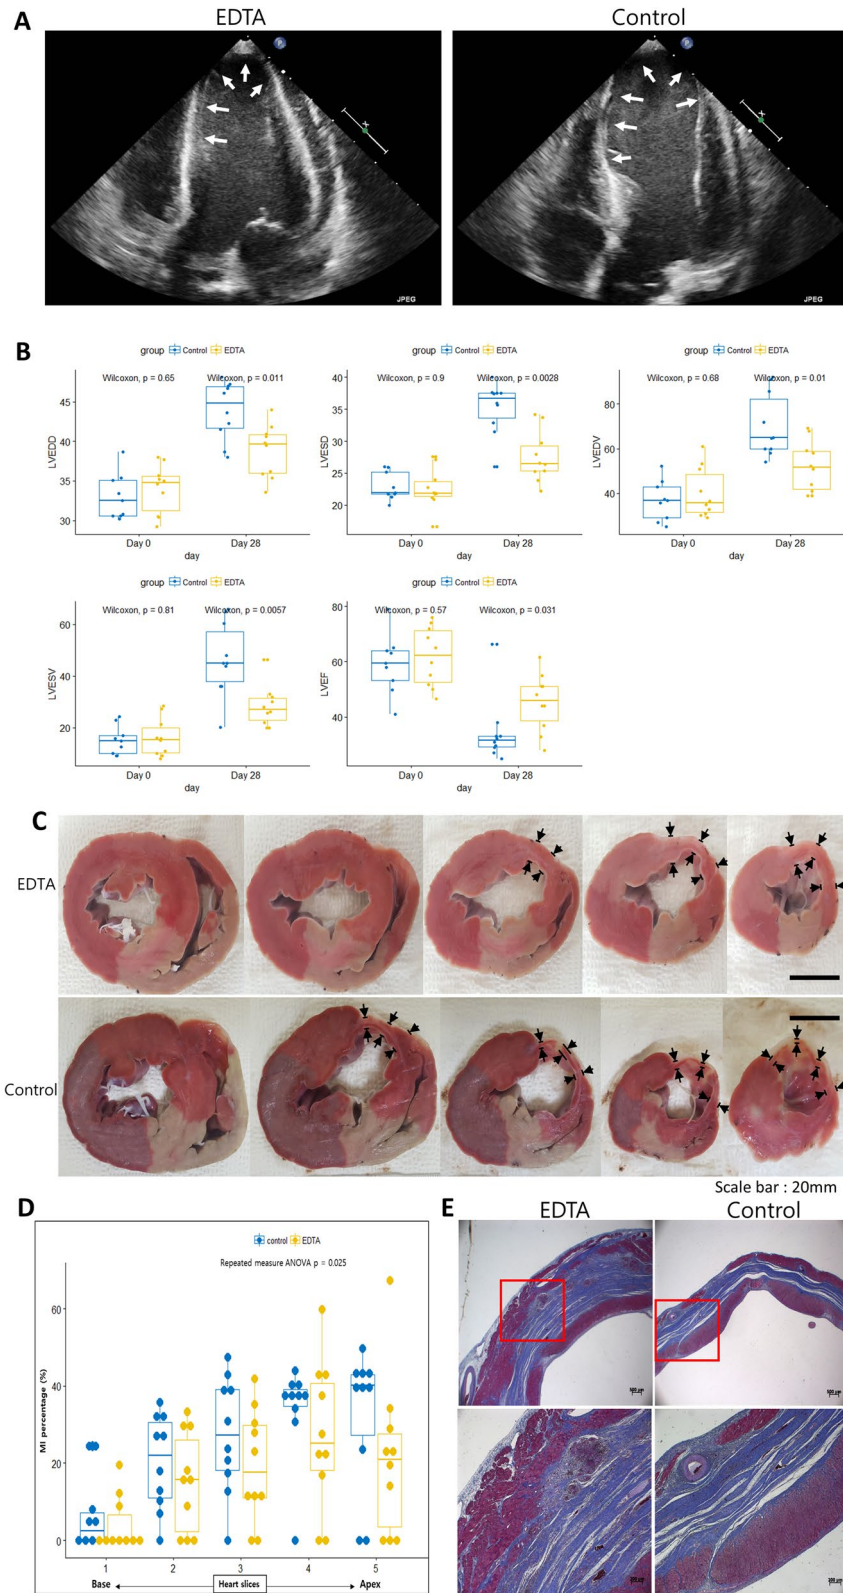 A
EDTA
Control
P
P
x
x
JPEG
JPEG
B
group Control EDTA
Wilcoxon, p = 0.65
Wilcoxon, p = 0.011
LVEDD
45
40
35
30
Day 0
Day 28
day
group Control EDTA
Wilcoxon, p = 0.9
Wilcoxon, p = 0.0028
LVESD
40
35
30
25
20
Day 0
Day 28
day
group Control EDTA
Wilcoxon, p = 0.68
Wilcoxon, p = 0.01
LVEDV
80
60
40
Day 0
Day 28
day
group Control EDTA
Wilcoxon, p = 0.81
Wilcoxon, p = 0.0057
LVESV
60
40
20
Day 0
Day 28
day
group Control EDTA
Wilcoxon, p = 0.57
Wilcoxon, p = 0.031
LVEF
80
60
40
Day 0
Day 28
day
C
EDTA
Control
Scale bar : 20mm
D
control EDTA
Repeated measure ANOVA p = 0.025
MI percentage (%)
60
40
20
0
1
2
3
4
5
Base
Heart slices
Apex
E
EDTA
Control